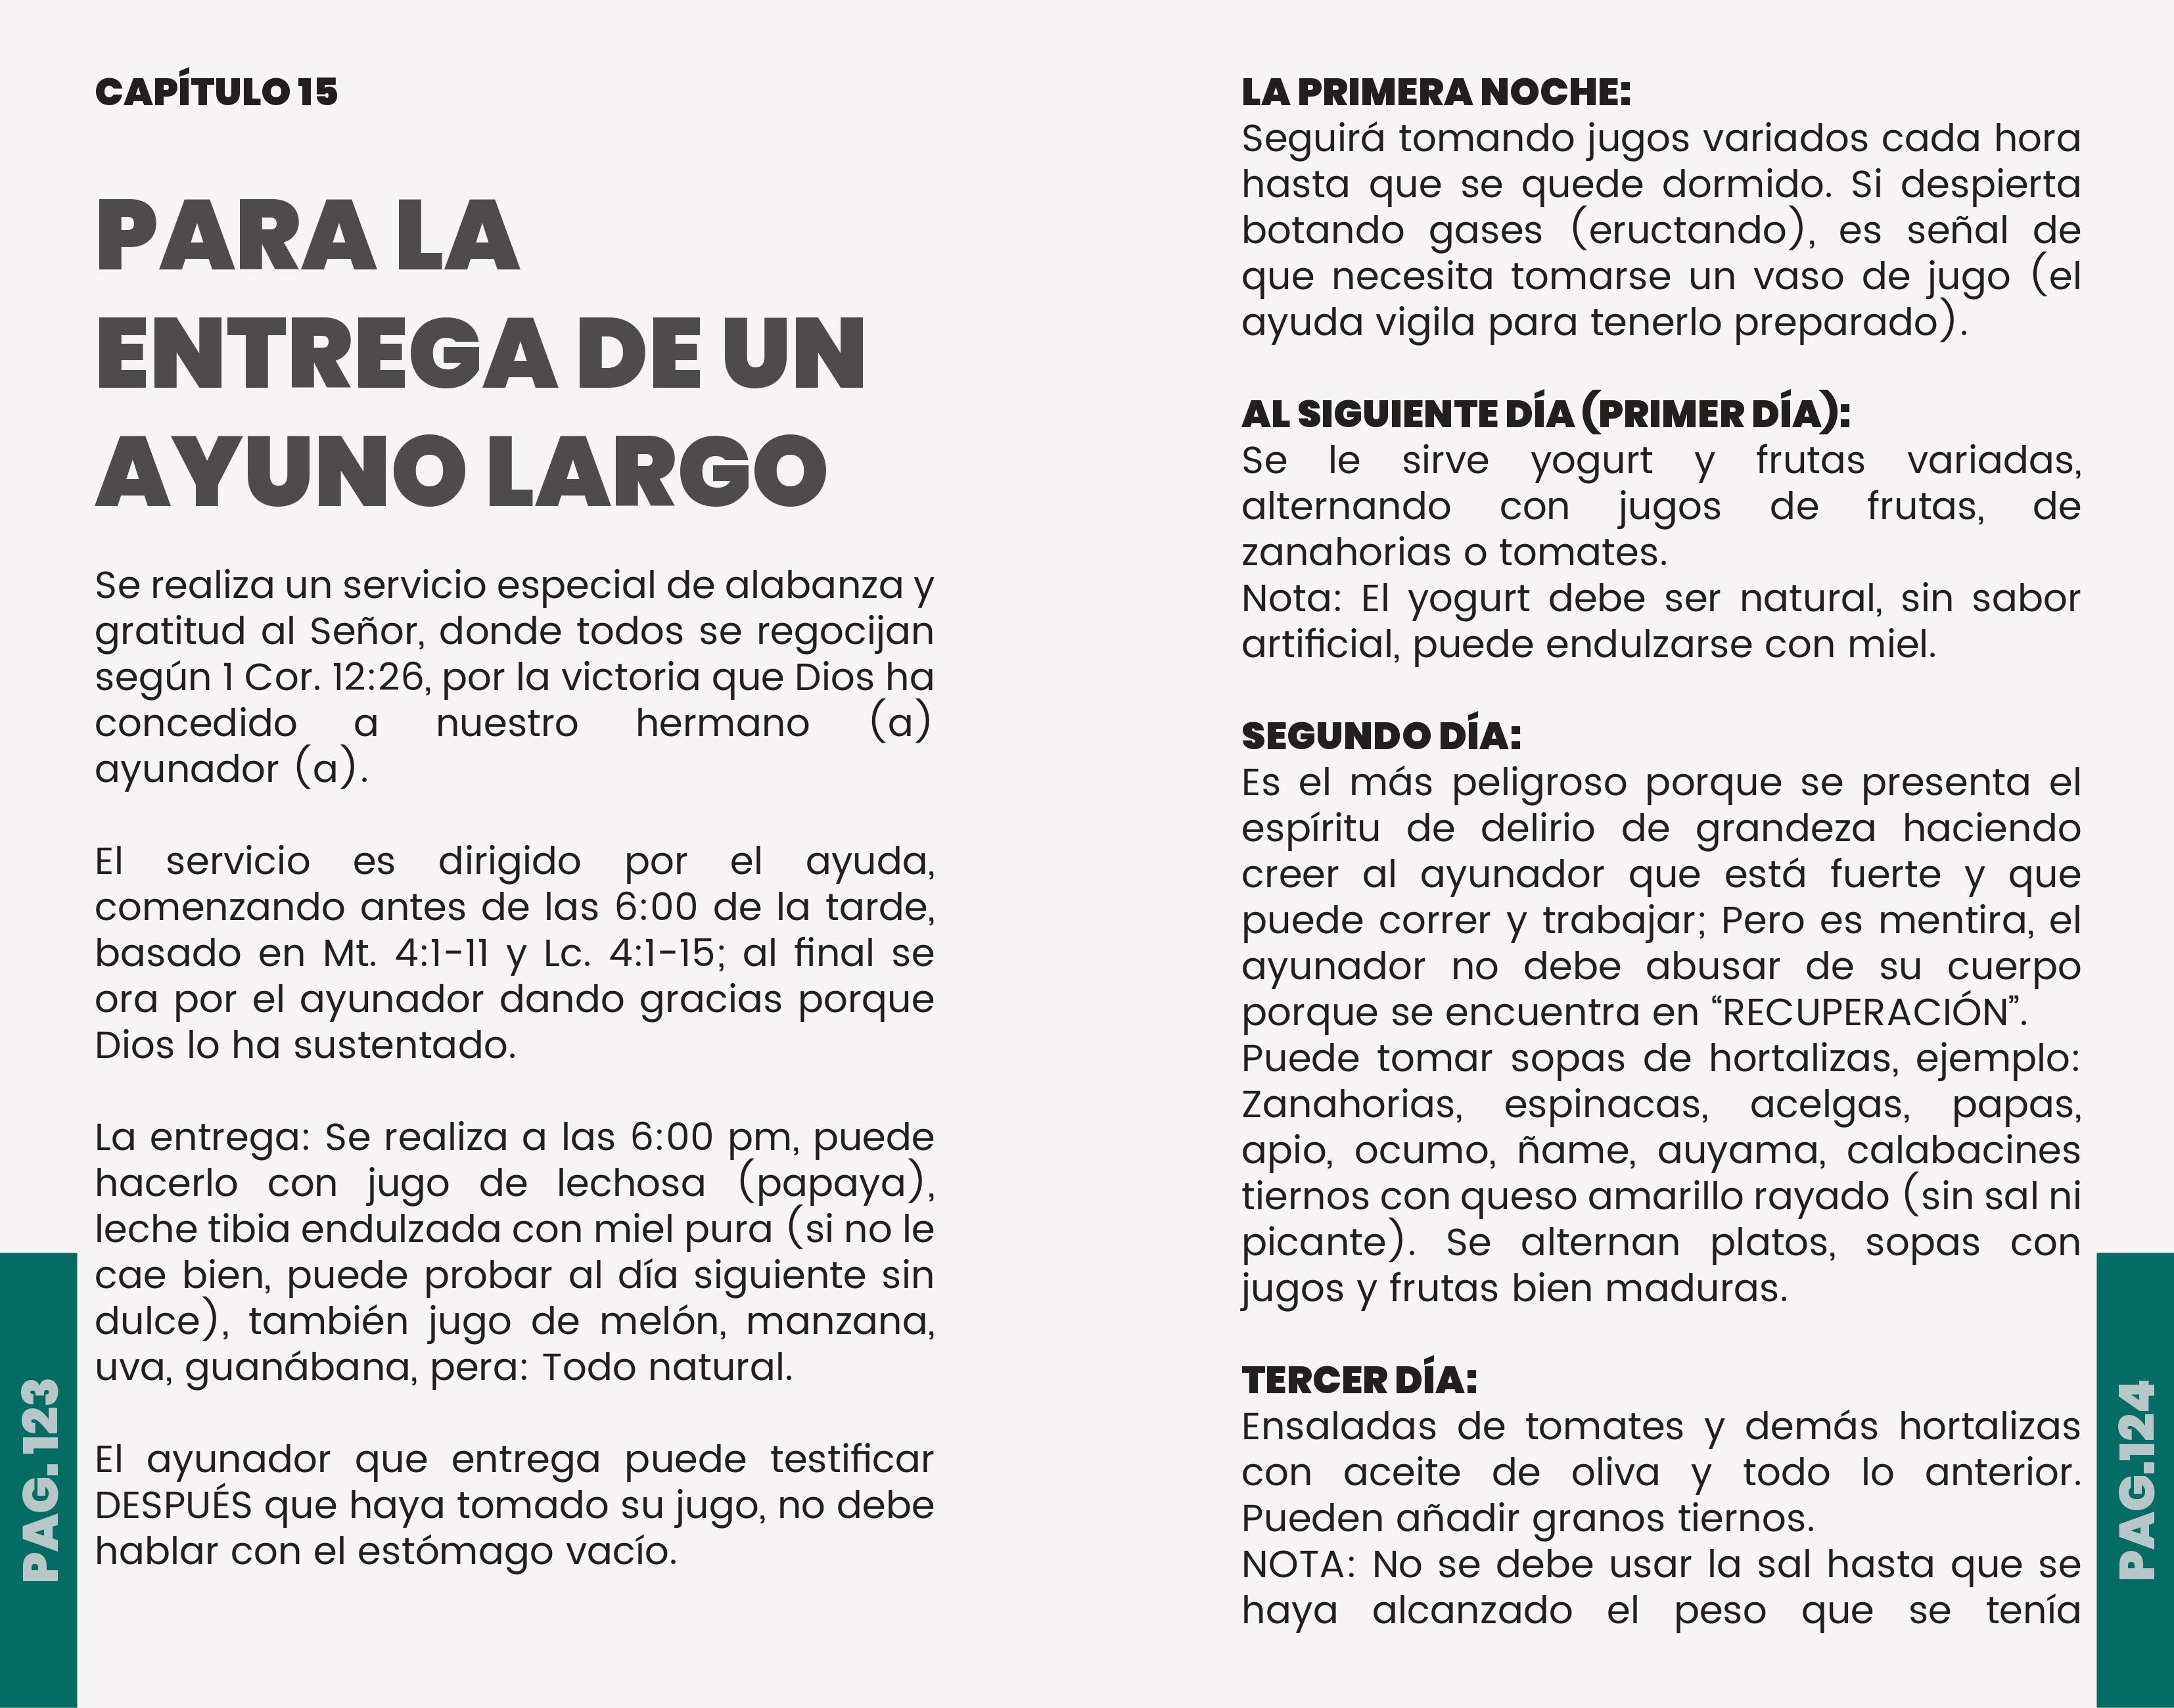 CAPÍTULO 15
PARA LA
ENTREGA DE UN
AYUNO LARGO
Se realiza un servicio especial de alabanza y
gratitud al Señor, donde todos se regocijan
según 1 Cor. 12:26, por la victoria que Dios ha
concedido a nuestro hermano (a)
ayunador (a).
El servicio es dirigido por el ayuda,
comenzando antes de las 6:00 de la tarde,
basado en Mt. 4:1-11 y Lc. 4:1-15; al final se
ora por el ayunador dando gracias porque
Dios lo ha sustentado.
La entrega: Se realiza a las 6:00 pm, puede
hacerlo con jugo de lechosa (papaya),
leche tibia endulzada con miel pura (si no le
cae bien, puede probar al día siguiente sin
dulce), también jugo de melón, manzana,
uva, guanábana, pera: Todo natural.
El ayunador que entrega puede testificar
DESPUÉS que haya tomado su jugo, no debe
hablar con el estómago vacío.
PAG. 123
LA PRIMERA NOCHE:
Seguirá tomando jugos variados cada hora
hasta que se quede dormido. Si despierta
botando gases (eructando), es señal de
que necesita tomarse un vaso de jugo (el
ayuda vigila para tenerlo preparado).
AL SIGUIENTE DÍA (PRIMER DÍA):
Se le sirve yogurt y frutas variadas,
alternando con jugos de frutas, de
zanahorias o tomates.
Nota: El yogurt debe ser natural, sin sabor
artificial, puede endulzarse con miel.
SEGUNDO DÍA:
Es el más peligroso porque se presenta el
espíritu de delirio de grandeza haciendo
creer al ayunador que está fuerte y que
puede correr y trabajar; Pero es mentira, el
ayunador no debe abusar de su cuerpo
porque se encuentra en “RECUPERACIÓN”.
Puede tomar sopas de hortalizas, ejemplo:
Zanahorias, espinacas, acelgas, papas,
apio, ocumo, ñame, auyama, calabacines
tiernos con queso amarillo rayado (sin sal ni
picante). Se alternan platos, sopas con
jugos y frutas bien maduras.
TERCER DÍA:
Ensaladas de tomates y demás hortalizas
con aceite de oliva y todo lo anterior.
Pueden añadir granos tiernos.
NOTA: No se debe usar la sal hasta que se
haya alcanzado el peso que se tenía
PAG.124